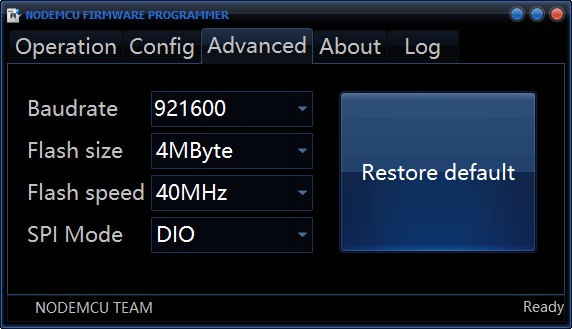 NODEMCU FIRMWARE PROGRAMMER
Operation Config Advanced About Log
Baudrate 921600
Flash size 4MByte
Flash speed 40MHz
SPI Mode DIO
Restore default
NODEMCU TEAM Ready